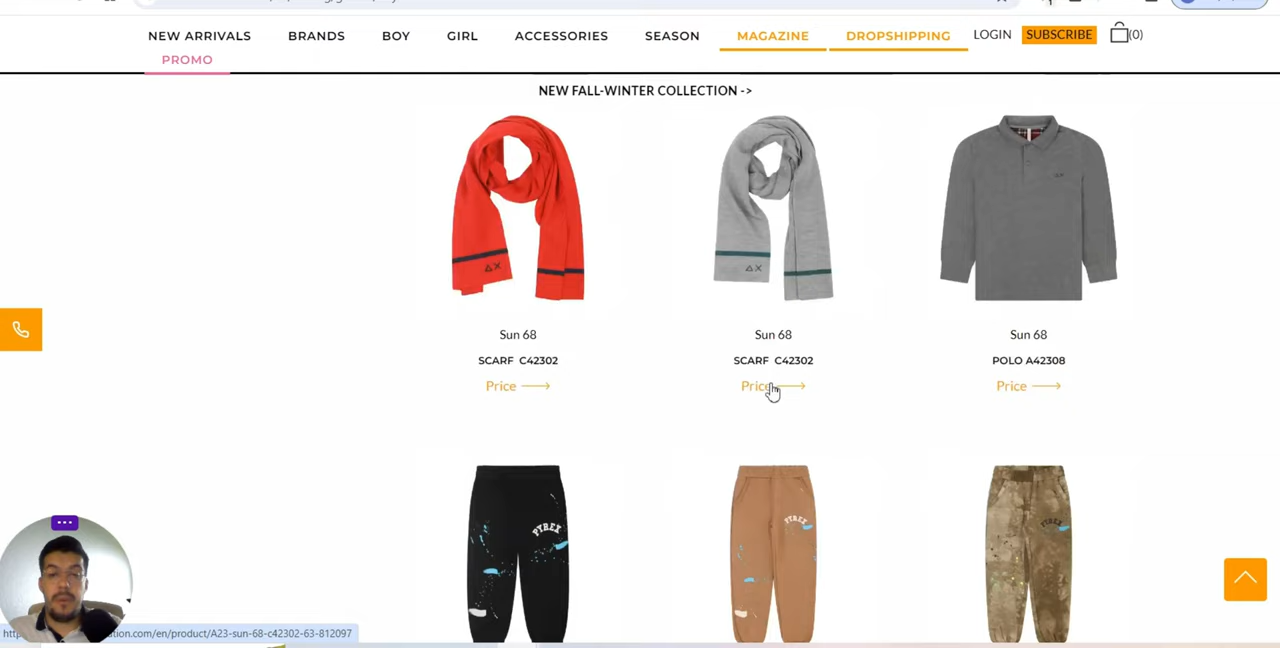 NEW ARRIVALS BRANDS BOY GIRL ACCESSORIES SEASON MAGAZINE DROPSHIPPING LOGIN SUBSCRIBE (0)
PROMO
NEW FALL-WINTER COLLECTION ->
Sun 68 Sun 68 Sun 68
SCARF C42302 SCARF C42302 POLO A42308
Price Price Price
PYREX PYREX PYREX
tion.com/en/product/A23-sun-68-c42302-63-812097